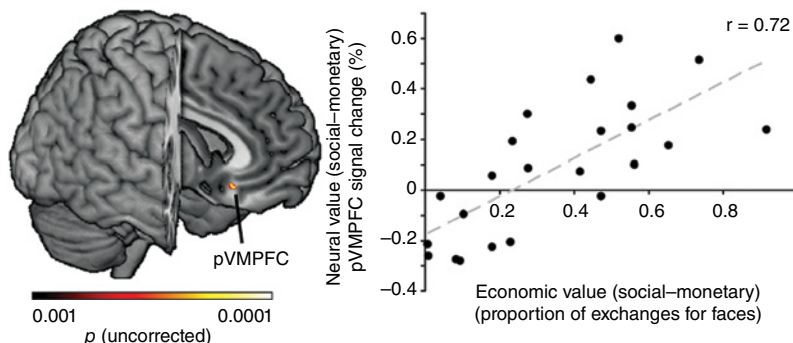 pVMPFC
0.001
0.0001
p (uncorrected)
Neural value (social–monetary)
pVMPFC signal change (%)
r = 0.72
0.6
0.4
0.2
0
–0.2
–0.4
0.2
0.4
0.6
0.8
Economic value (social–monetary)
(proportion of exchanges for faces)